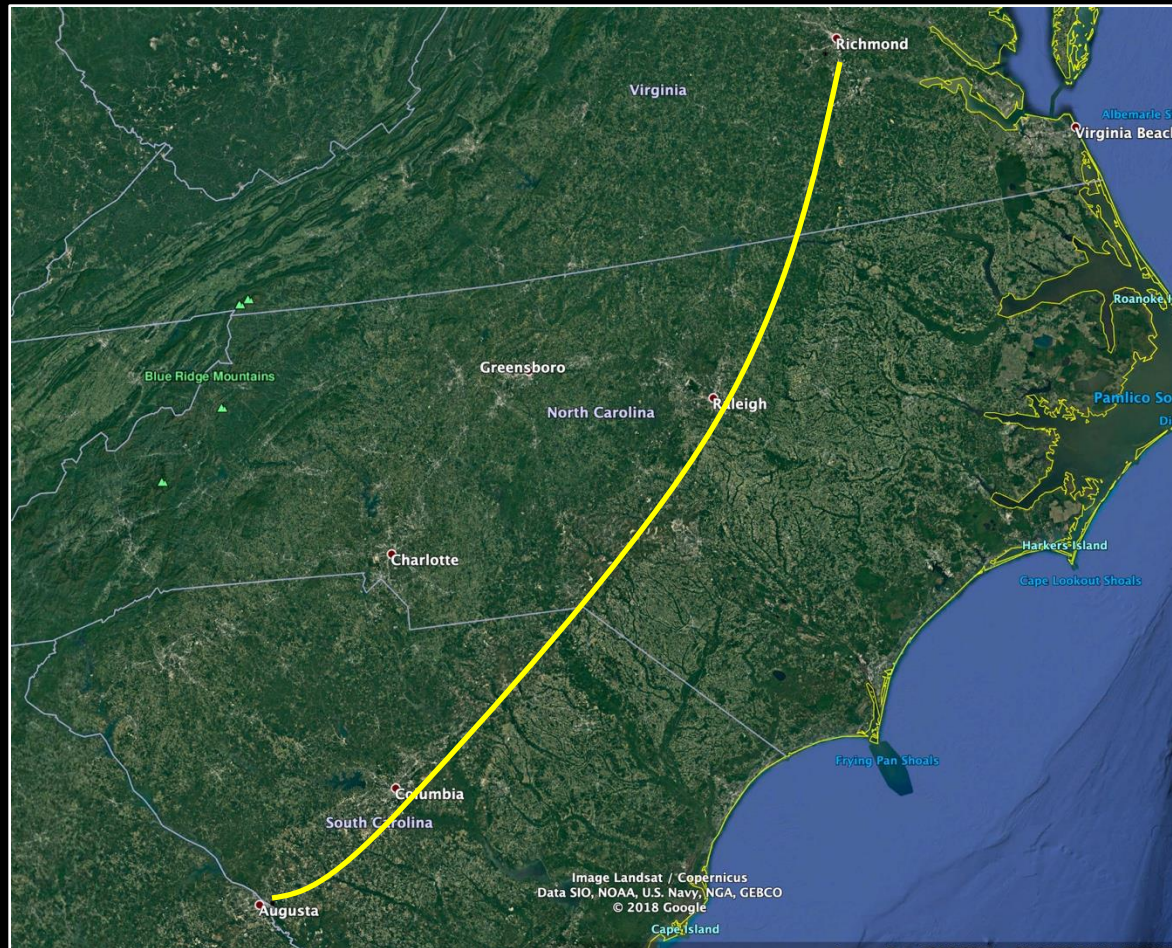 Richmond
Virginia
Albemarle S
Virginia Beach
Roanoke I
Blue Ridge Mountains
Greensboro
North Carolina
Raleigh
Pamlico So
Di
Charlotte
Harkers Island
Cape Lookout Shoals
Frying Pan Shoals
Columbia
South Carolina
Image Landsat / Copernicus
Data SIO, NOAA, U.S. Navy, NGA, GEBCO
© 2018 Google
Augusta
Cape Island